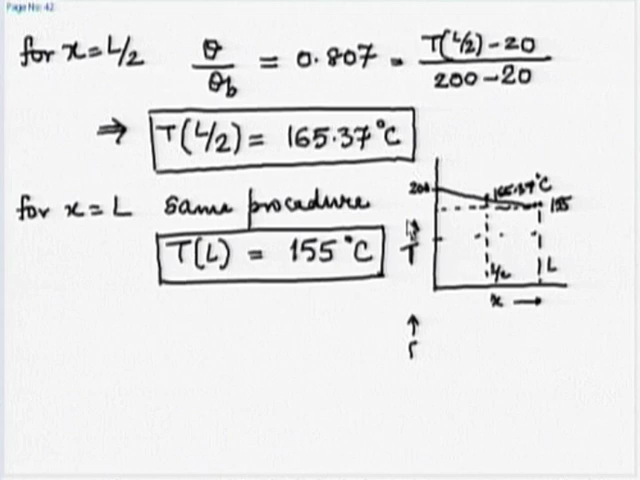 Page No: 42
for x = L/2 θ/θb = 0.807 = (T(L/2) - 20)/(200 - 20)
⇒ T(L/2) = 165.37°C
for x = L same procedure
T(L) = 155°C
200 165.37°C
155
T
L/2 L
x →
↑